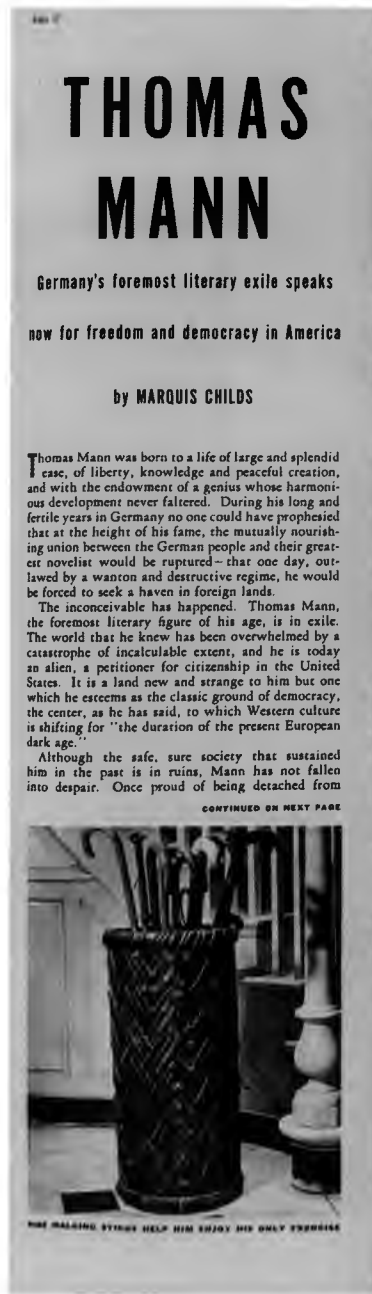 THOMAS
MANN
Germany's foremost literary exile speaks
now for freedom and democracy in America
by MARQUIS CHILDS
Thomas Mann was born to a life of large and splendid
ease, of liberty, knowledge and peaceful creation,
and with the endowment of a genius whose harmoni-
ous development never faltered. During his long and
fertile years in Germany no one could have prophesied
that at the height of his fame, the mutually nourish-
ing union between the German people and their great-
est novelist would be ruptured—that one day, out-
lawed by a wanton and destructive regime, he would
be forced to seek a haven in foreign lands.
The inconceivable has happened. Thomas Mann,
the foremost literary figure of his age, is in exile.
The world that he knew has been overwhelmed by a
catastrophe of incalculable extent, and he is today
an alien, a petitioner for citizenship in the United
States. It is a land new and strange to him but one
which he esteems as the classic ground of democracy,
the center, as he has said, to which Western culture
is shifting for "the duration of the present European
dark age."
Although the safe, sure society that sustained
him in the past is in ruins, Mann has not fallen
into despair. Once proud of being detached from
CONTINUED ON NEXT PAGE
WALKING STICKS HELP HIM ENJOY HIS ONLY EXERCISE